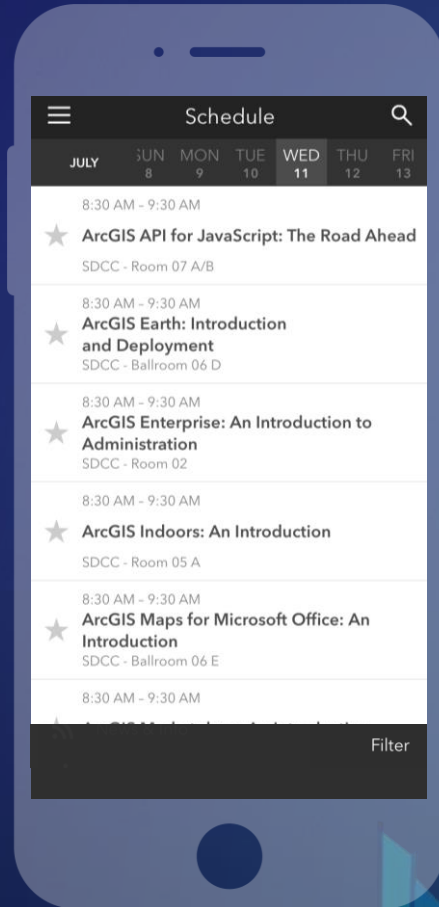 Schedule
JULY
SUN MON TUE WED THU FRI
8 9 10 11 12 13
8:30 AM – 9:30 AM
ArcGIS API for JavaScript: The Road Ahead
SDCC - Room 07 A/B
8:30 AM – 9:30 AM
ArcGIS Earth: Introduction
and Deployment
SDCC - Ballroom 06 D
8:30 AM – 9:30 AM
ArcGIS Enterprise: An Introduction to
Administration
SDCC - Room 02
8:30 AM – 9:30 AM
ArcGIS Indoors: An Introduction
SDCC - Room 05 A
8:30 AM – 9:30 AM
ArcGIS Maps for Microsoft Office: An
Introduction
SDCC - Ballroom 06 E
8:30 AM – 9:30 AM
Filter